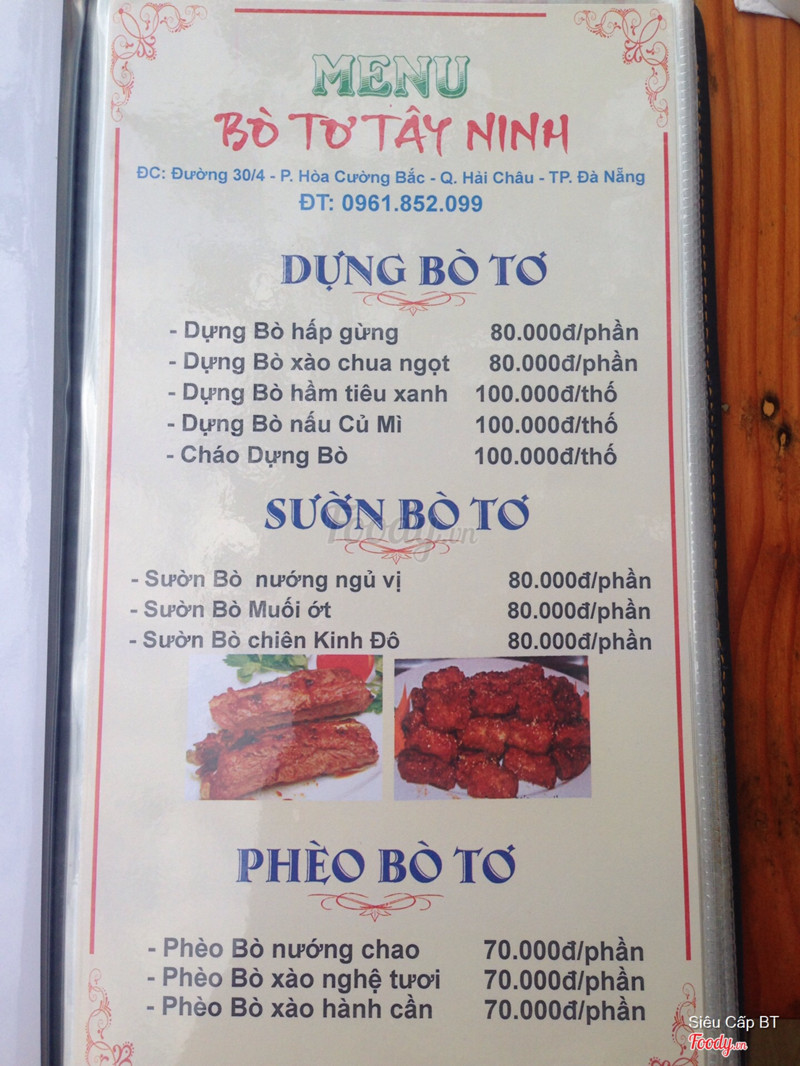 MENU
BÒ TƠ TÂY NINH
ĐC: Đường 30/4 - P. Hòa Cường Bắc - Q. Hải Châu - TP. Đà Nẵng
ĐT: 0961.852.099
DỰNG BÒ TƠ
- Dựng Bò hấp gừng 80.000đ/phần
- Dựng Bò xào chua ngọt 80.000đ/phần
- Dựng Bò hầm tiêu xanh 100.000đ/thố
- Dựng Bò nấu Củ Mì 100.000đ/thố
- Cháo Dựng Bò 100.000đ/thố
SƯỜN BÒ TƠ
Foody.vn
- Sườn Bò nướng ngủ vị 80.000đ/phần
- Sườn Bò Muối ớt 80.000đ/phần
- Sườn Bò chiên Kinh Đô 80.000đ/phần
PHÈO BÒ TƠ
- Phèo Bò nướng chao 70.000đ/phần
- Phèo Bò xào nghệ tươi 70.000đ/phần
- Phèo Bò xào hành cần 70.000đ/phần
Siêu Cấp BT
Foody.vn